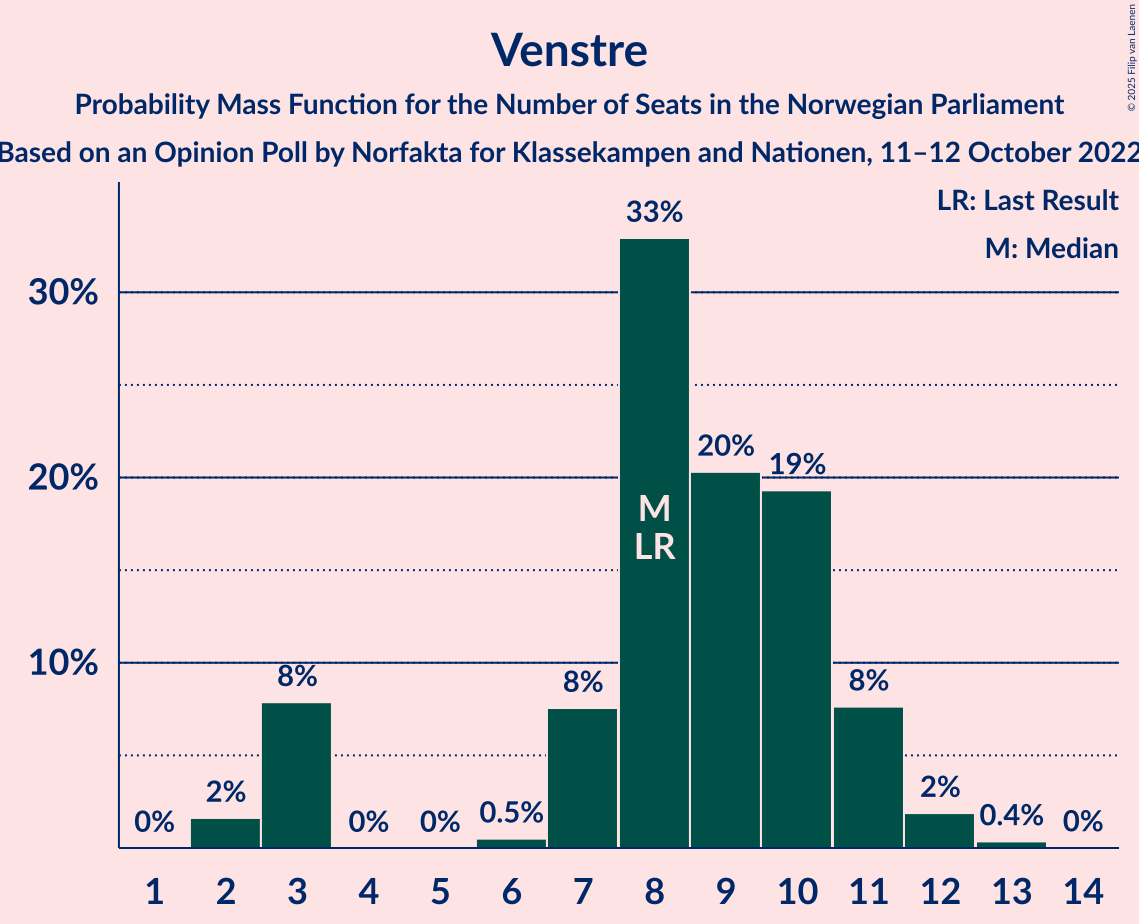 Venstre
Probability Mass Function for the Number of Seats in the Norwegian Parliament
Based on an Opinion Poll by Norfakta for Klassekampen and Nationen, 11–12 October 2022
© 2025 Filip van Laenen
LR: Last Result
M: Median
30%
20%
10%
0%
2%
8%
0%
0%
0.5%
8%
33%
20%
19%
8%
2%
0.4%
0%
M
LR
1 2 3 4 5 6 7 8 9 10 11 12 13 14